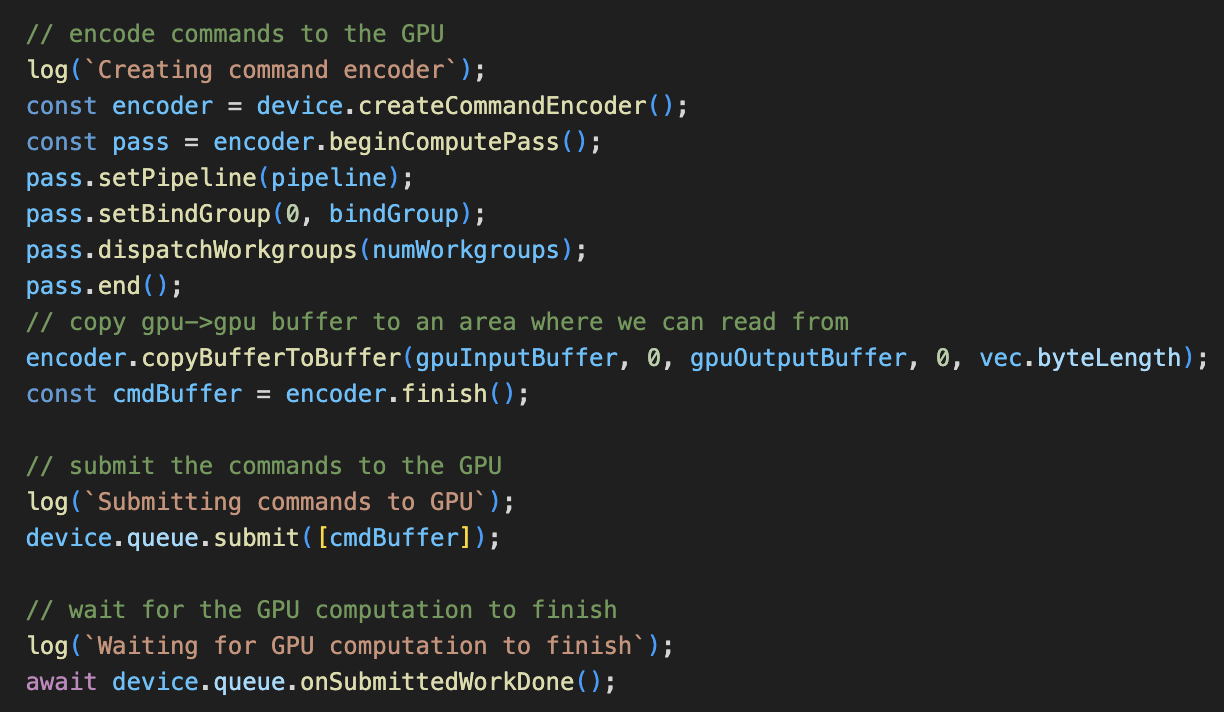 // encode commands to the GPU
log(`Creating command encoder`);
const encoder = device.createCommandEncoder();
const pass = encoder.beginComputePass();
pass.setPipeline(pipeline);
pass.setBindGroup(0, bindGroup);
pass.dispatchWorkgroups(numWorkgroups);
pass.end();
// copy gpu->gpu buffer to an area where we can read from
encoder.copyBufferToBuffer(gpuInputBuffer, 0, gpuOutputBuffer, 0, vec.byteLength);
const cmdBuffer = encoder.finish();
// submit the commands to the GPU
log(`Submitting commands to GPU`);
device.queue.submit([cmdBuffer]);
// wait for the GPU computation to finish
log(`Waiting for GPU computation to finish`);
await device.queue.onSubmittedWorkDone();